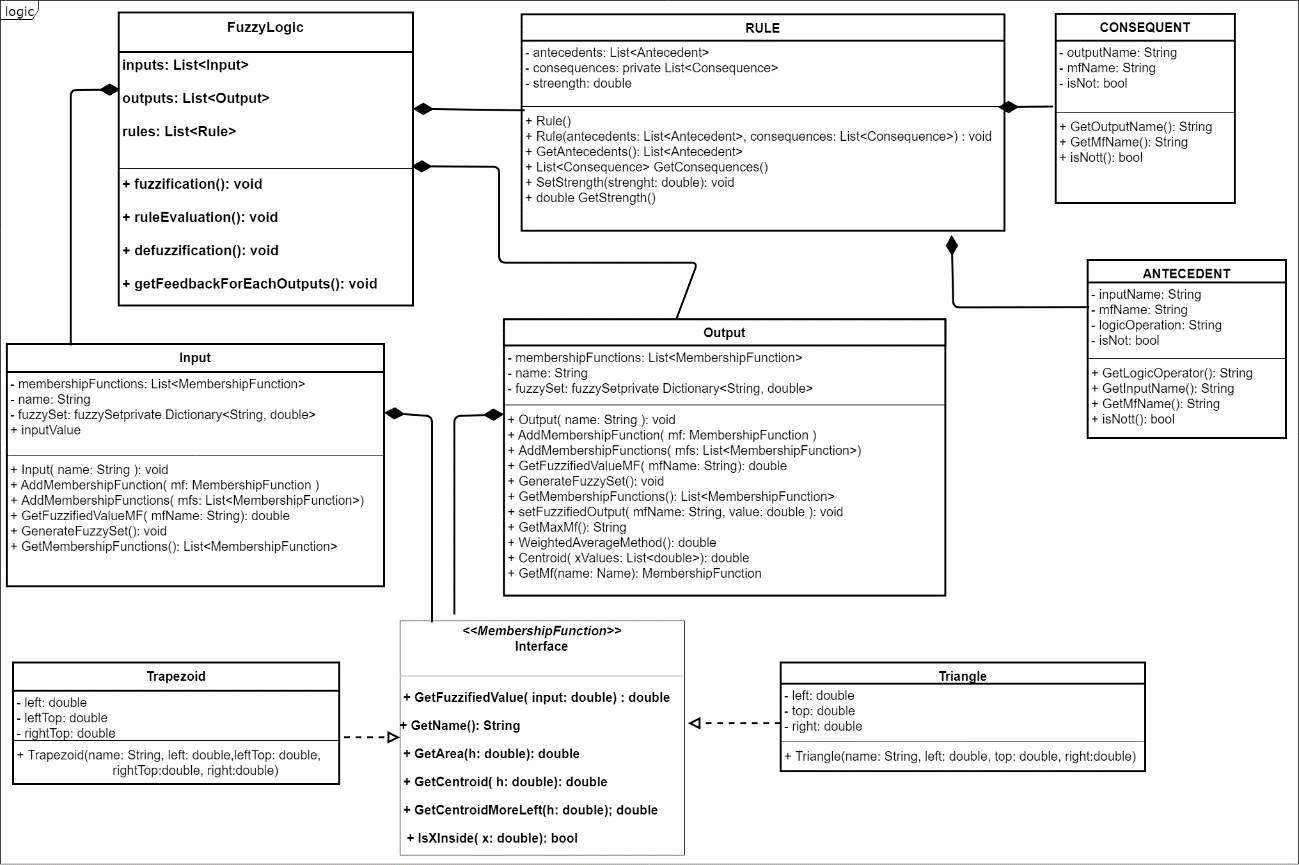 logic
FuzzyLogic
inputs: List<Input>
outputs: List<Output>
rules: List<Rule>
+ fuzzification(): void
+ ruleEvaluation(): void
+ defuzzification(): void
+ getFeedbackForEachOutputs(): void
RULE
- antecedents: List<Antecedent>
- consequences: private List<Consequence>
- streength: double
+ Rule()
+ Rule(antecedents: List<Antecedent>, consequences: List<Consequence>) : void
+ GetAntecedents(): List<Antecedent>
+ List<Consequence> GetConsequences()
+ SetStrength(strenght: double): void
+ double GetStrength()
CONSEQUENT
- outputName: String
- mfName: String
- isNot: bool
+ GetOutputName(): String
+ GetMfName(): String
+ isNott(): bool
ANTECEDENT
- inputName: String
- mfName: String
- logicOperation: String
- isNot: bool
+ GetLogicOperator(): String
+ GetInputName(): String
+ GetMfName(): String
+ isNott(): bool
Input
- membershipFunctions: List<MembershipFunction>
- name: String
- fuzzySet: fuzzySetprivate Dictionary<String, double>
+ inputValue
+ Input( name: String ): void
+ AddMembershipFunction( mf: MembershipFunction )
+ AddMembershipFunctions( mfs: List<MembershipFunction>)
+ GetFuzzifiedValueMF( mfName: String): double
+ GenerateFuzzySet(): void
+ GetMembershipFunctions(): List<MembershipFunction>
Output
- membershipFunctions: List<MembershipFunction>
- name: String
- fuzzySet: fuzzySetprivate Dictionary<String, double>
+ Output( name: String ): void
+ AddMembershipFunction( mf: MembershipFunction )
+ AddMembershipFunctions( mfs: List<MembershipFunction>)
+ GetFuzzifiedValueMF( mfName: String): double
+ GenerateFuzzySet(): void
+ GetMembershipFunctions(): List<MembershipFunction>
+ setFuzzifiedOutput( mfName: String, value: double ): void
+ GetMaxMf(): String
+ WeightedAverageMethod(): double
+ Centroid( xValues: List<double>): double
+ GetMf(name: Name): MembershipFunction
<<MembershipFunction>>
Interface
+ GetFuzzifiedValue( input: double) : double
+ GetName(): String
+ GetArea(h: double): double
+ GetCentroid( h: double): double
+ GetCentroidMoreLeft(h: double); double
+ IsXInside( x: double): bool
Trapezoid
- left: double
- leftTop: double
- rightTop: double
+ Trapezoid(name: String, left: double,leftTop: double,
rightTop:double, right:double)
Triangle
- left: double
- top: double
- right: double
+ Triangle(name: String, left: double, top: double, right:double)